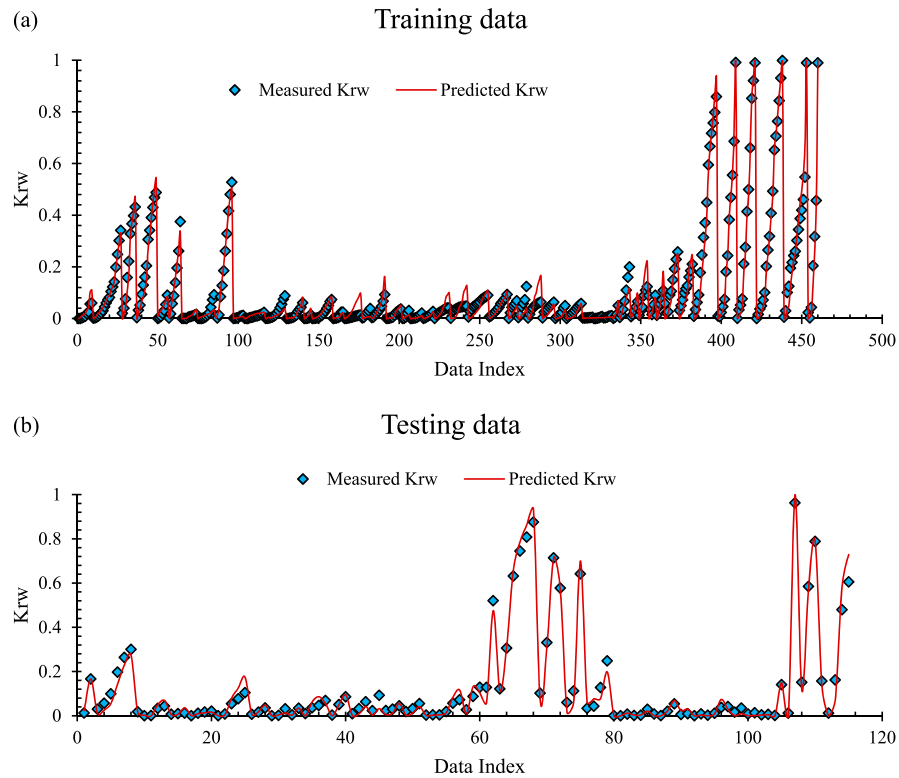 (a)
Training data
Measured Krw
Predicted Krw
1
0.8
0.6
0.4
0.2
0
Krw
0 50 100 150 200 250 300 350 400 450 500
Data Index
(b)
Testing data
Measured Krw
Predicted Krw
1
0.8
0.6
0.4
0.2
0
Krw
0 20 40 60 80 100 120
Data Index